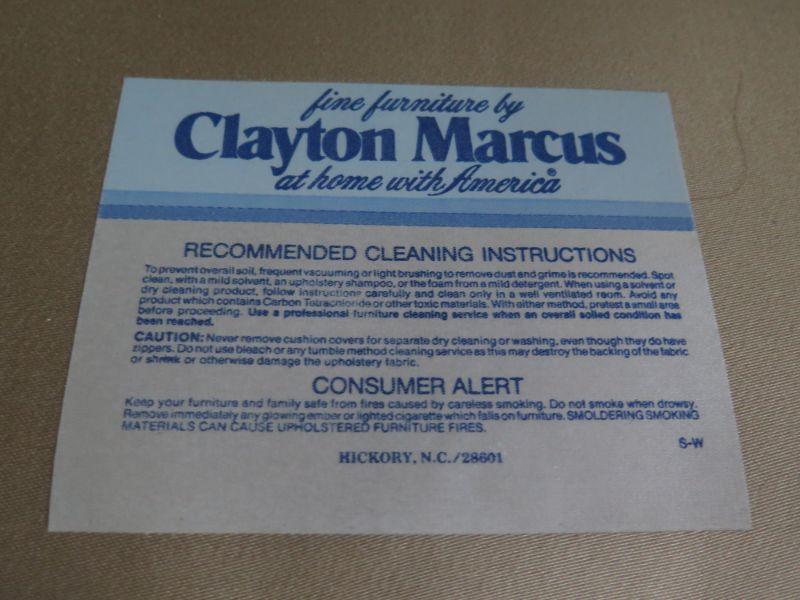 fine furniture by
Clayton Marcus
at home with America®
RECOMMENDED CLEANING INSTRUCTIONS
To prevent overall soil, frequent vacuuming or light brushing to remove dust and grime is recommended. Spot
clean, with a mild solvent, an upholstery shampoo, or the foam from a mild detergent. When using a solvent or
dry cleaning product, follow instructions carefully and clean only in a well ventilated room. Avoid any
product which contains Carbon Tetrachloride or other toxic materials. With either method, pretest a small area
before proceeding. Use a professional furniture cleaning service when an overall soiled condition has
been reached.
CAUTION: Never remove cushion covers for separate dry cleaning or washing, even though they do have
zippers. Do not use bleach or any tumble method cleaning service as this may destroy the backing of the fabric
or shrink or otherwise damage the upholstery fabric.
CONSUMER ALERT
Keep your furniture and family safe from fires caused by careless smoking. Do not smoke when drowsy.
Remove immediately any glowing ember or lighted cigarette which falls on furniture. SMOLDERING SMOKING
MATERIALS CAN CAUSE UPHOLSTERED FURNITURE FIRES.
S-W
HICKORY, N.C./28601